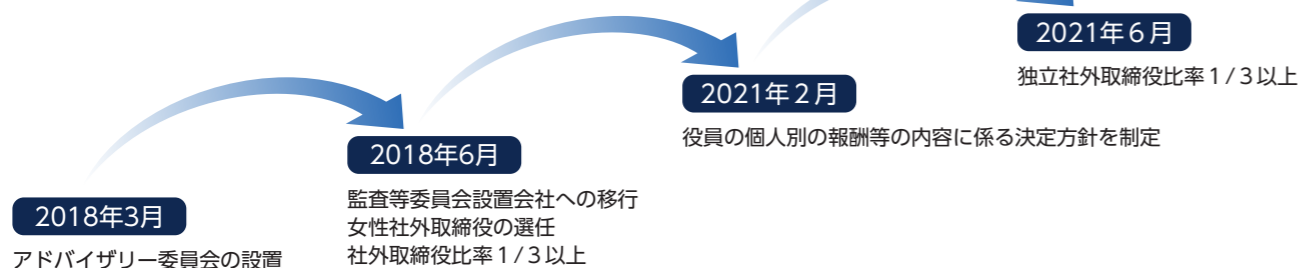 2018年3月
アドバイザリー委員会の設置
2018年6月
監査等委員会設置会社への移行
女性社外取締役の選任
社外取締役比率1/3以上
2021年2月
役員の個人別の報酬等の内容に係る決定方針を制定
2021年6月
独立社外取締役比率1/3以上